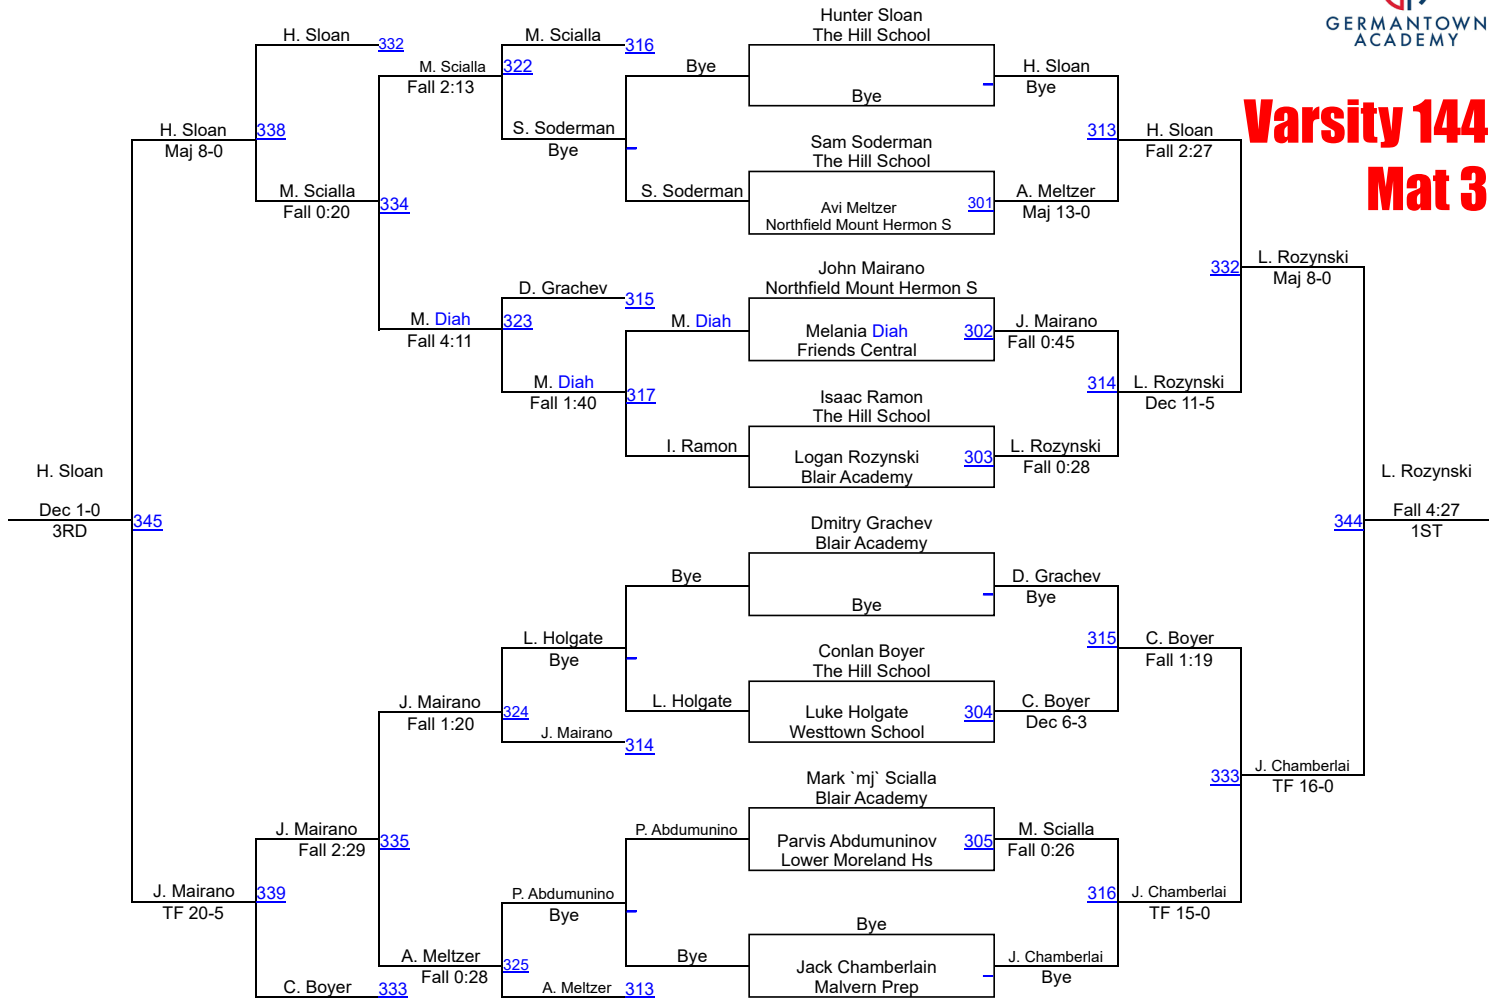 GERMANTOWN
ACADEMY
Varsity 144
Mat 3
H. Sloan
332
M. Scialla
316
Hunter Sloan
The Hill School
M. Scialla
322
Fall 2:13
Bye
Bye
H. Sloan
Bye
H. Sloan
338
Maj 8-0
S. Soderman
Bye
Sam Soderman
The Hill School
313
H. Sloan
Fall 2:27
M. Scialla
Fall 0:20
334
S. Soderman
Avi Meltzer
301
Northfield Mount Hermon S
A. Meltzer
Maj 13-0
D. Grachev
315
John Mairano
Northfield Mount Hermon S
332
L. Rozynski
Maj 8-0
M. Diah
323
Fall 4:11
M. Diah
Melania Diah
302
Friends Central
J. Mairano
Fall 0:45
M. Diah
Fall 1:40
317
Isaac Ramon
The Hill School
314
L. Rozynski
Dec 11-5
I. Ramon
Logan Rozynski
303
Blair Academy
L. Rozynski
Fall 0:28
H. Sloan
Dec 1-0
3RD
345
Dmitry Grachev
Blair Academy
L. Rozynski
344
Fall 4:27
1ST
Bye
Bye
D. Grachev
Bye
L. Holgate
Bye
Conlan Boyer
The Hill School
315
C. Boyer
Fall 1:19
J. Mairano
Fall 1:20
324
L. Holgate
Luke Holgate
304
Westtown School
C. Boyer
Dec 6-3
J. Mairano
314
Mark `mj` Scialla
Blair Academy
333
J. Chamberlai
TF 16-0
J. Mairano
Fall 2:29
335
P. Abdumunino
Parvis Abdumuninov
305
Lower Moreland Hs
M. Scialla
Fall 0:26
J. Mairano
339
TF 20-5
P. Abdumunino
Bye
Bye
316
J. Chamberlai
TF 15-0
A. Meltzer
Fall 0:28
325
Bye
Jack Chamberlain
Malvern Prep
J. Chamberlai
Bye
C. Boyer
333
A. Meltzer
313